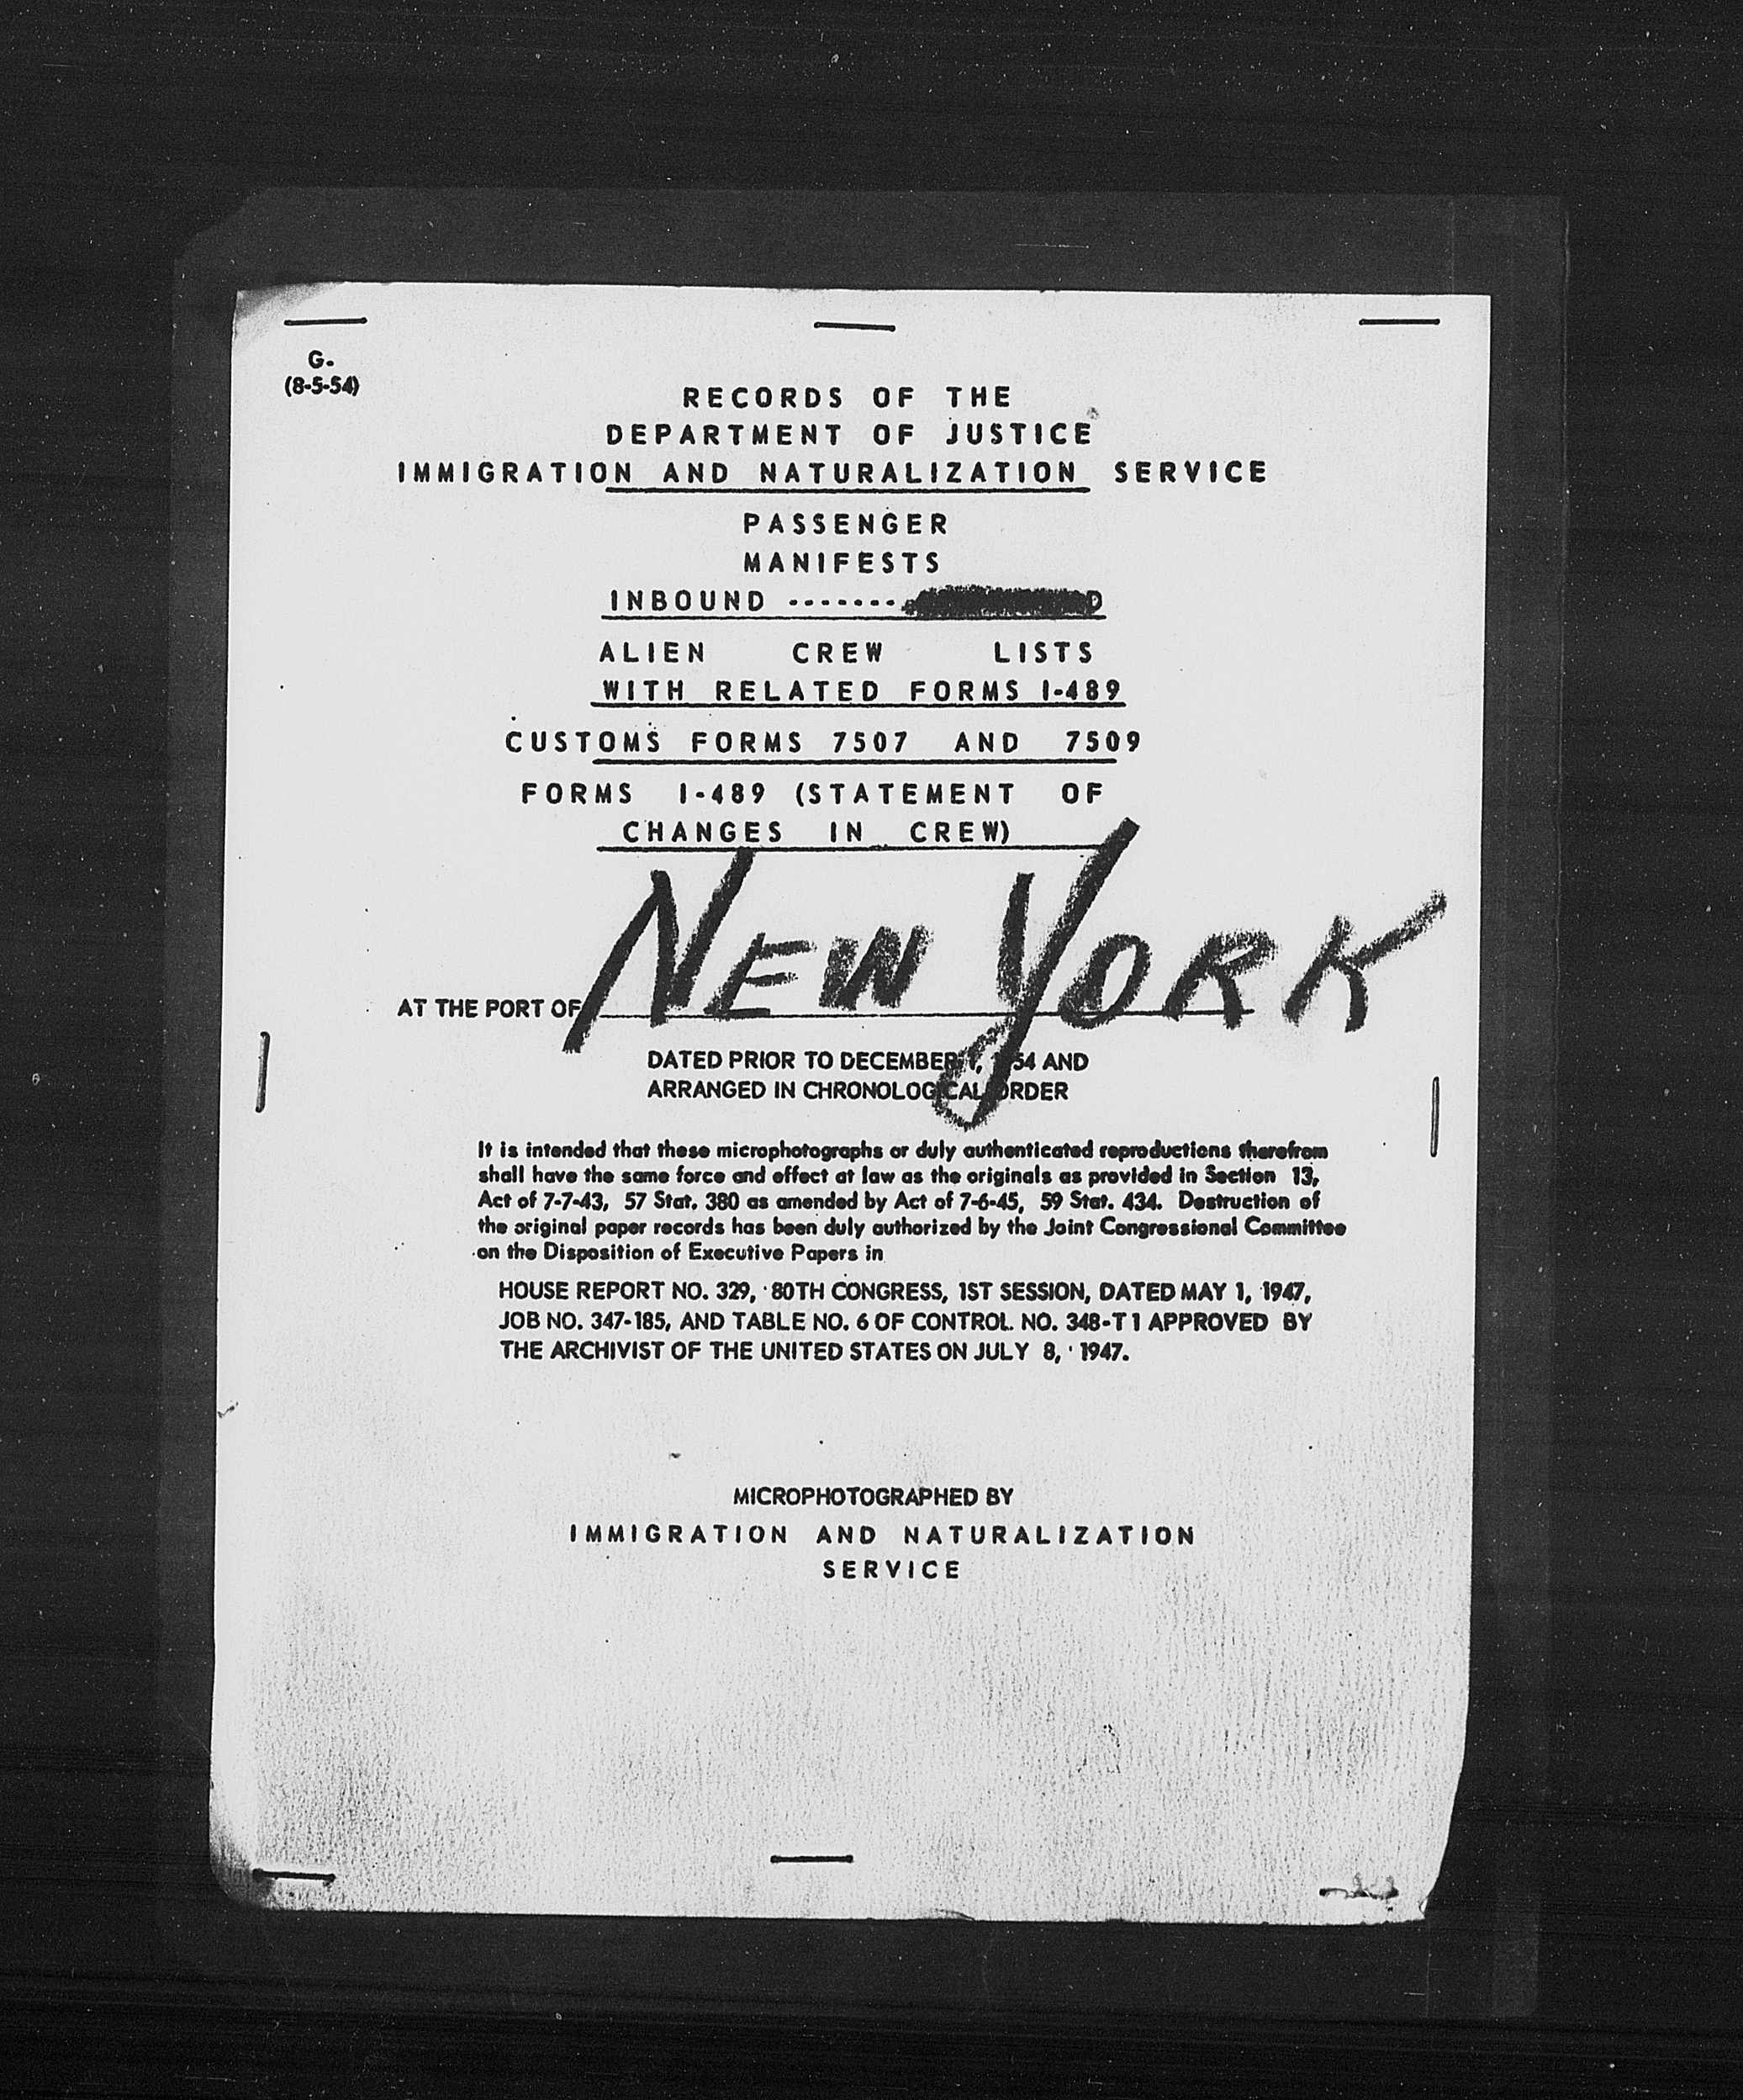 G-
(8-5-54)
RECORDS OF THE
DEPARTMENT OF JUSTICE
IMMIGRATION AND NATURALIZATION SERVICE
PASSENGER
MANIFESTS
INBOUND -------
ALIEN CREW LISTS
WITH RELATED FORMS I-489
CUSTOMS FORMS 7507 AND 7509
FORMS I-489 (STATEMENT OF
CHANGES IN CREW)
AT THE PORT OF NEW YORK
DATED PRIOR TO DECEMBER 1, 1954 AND
ARRANGED IN CHRONOLOGICAL ORDER
It is intended that these microphotographs or duly authenticated reproductions therefrom
shall have the same force and effect at law as the originals as provided in Section 13,
Act of 7-7-43, 57 Stat. 380 as amended by Act of 7-6-45, 59 Stat. 434. Destruction of
the original paper records has been duly authorized by the Joint Congressional Committee
on the Disposition of Executive Papers in
HOUSE REPORT NO. 329, 80TH CONGRESS, 1ST SESSION, DATED MAY 1, 1947,
JOB NO. 347-185, AND TABLE NO. 6 OF CONTROL NO. 348-T1 APPROVED BY
THE ARCHIVIST OF THE UNITED STATES ON JULY 8, 1947.
MICROPHOTOGRAPHED BY
IMMIGRATION AND NATURALIZATION
SERVICE